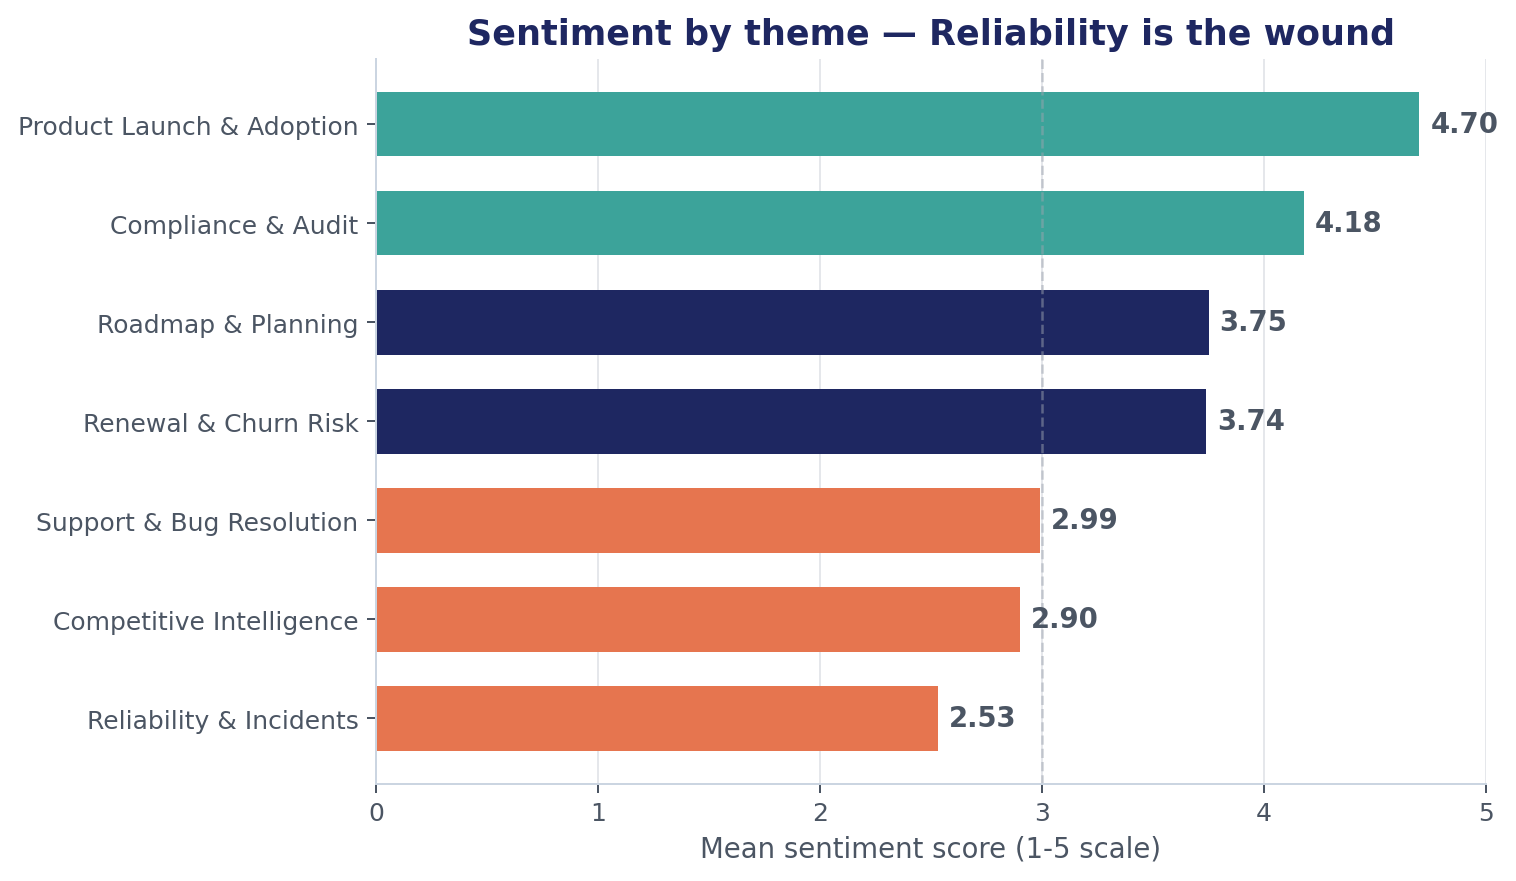 Sentiment by theme — Reliability is the wound
Product Launch & Adoption
4.70
Compliance & Audit
4.18
Roadmap & Planning
3.75
Renewal & Churn Risk
3.74
Support & Bug Resolution
2.99
Competitive Intelligence
2.90
Reliability & Incidents
2.53
0 1 2 3 4 5
Mean sentiment score (1-5 scale)